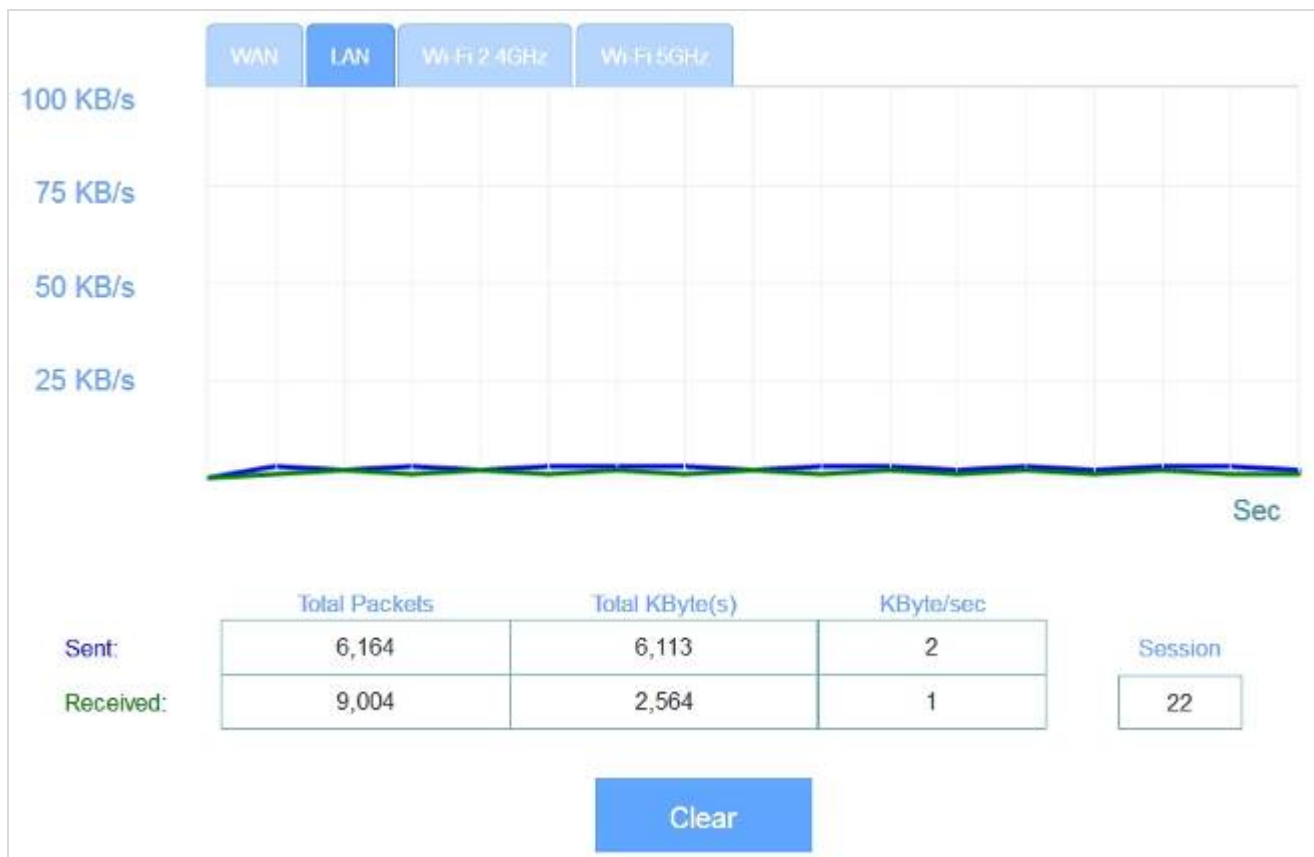 WAN LAN Wi-Fi 2.4GHz Wi-Fi 5GHz
100 KB/s
75 KB/s
50 KB/s
25 KB/s
Sec
Total Packets Total KByte(s) KByte/sec
Sent: 6,164 6,113 2 Session
Received: 9,004 2,564 1 22
Clear